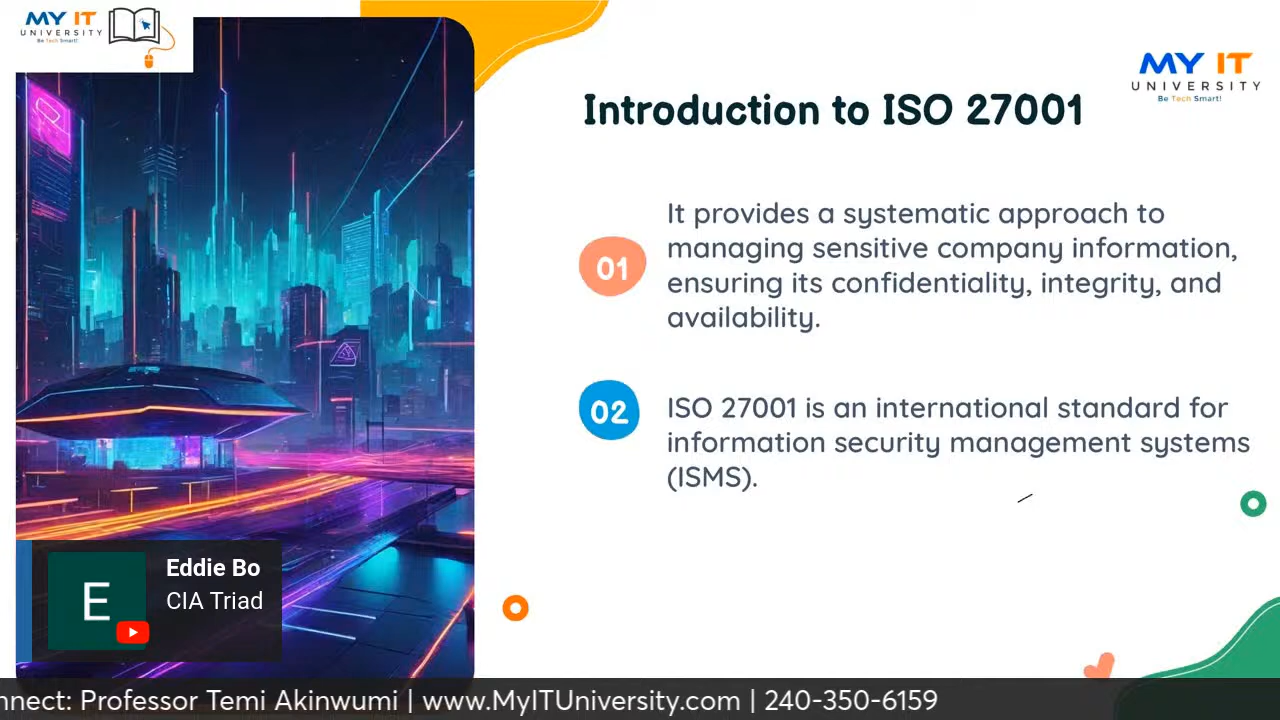 MY IT
UNIVERSITY
Be Tech Smart!
MY IT
UNIVERSITY
Be Tech Smart!
Introduction to ISO 27001
01
It provides a systematic approach to
managing sensitive company information,
ensuring its confidentiality, integrity, and
availability.
02
ISO 27001 is an international standard for
information security management systems
(ISMS).
E
Eddie Bo
CIA Triad
nnect: Professor Temi Akinwumi | www.MyITUniversity.com | 240-350-6159